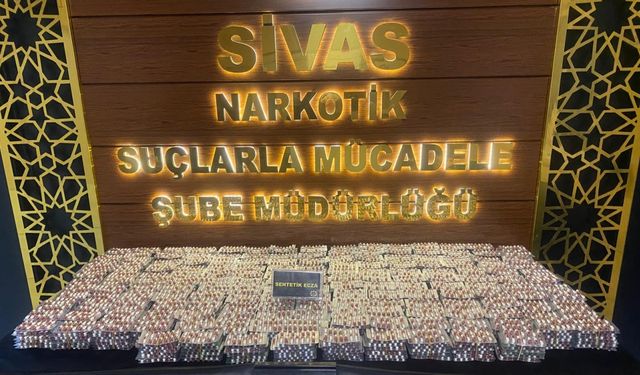 SİVAS
NARKOTİK
SUÇLARLA MÜCADELE
ŞUBE MÜDÜRLÜĞÜ
SENTETİK ECZA